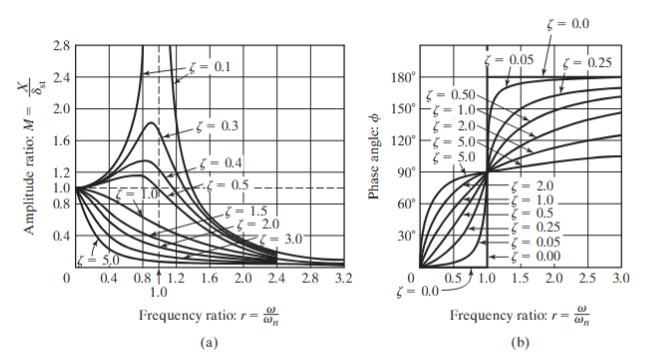 ζ = 0.0
2.8
2.4
2.0
1.6
1.2
1.0
0.8
0.4
0
Amplitude ratio: M = X/δst
ζ = 0.1
ζ = 0.3
ζ = 0.4
ζ = 0.5
ζ = 1.0
ζ = 1.5
ζ = 2.0
ζ = 3.0
ζ = 5.0
0.4 0.8 1.2 1.6 2.0 2.4 2.8 3.2
1.0
Frequency ratio: r = ω/ωn
(a)
ζ = 0.05
ζ = 0.25
180°
150°
120°
90°
60°
30°
0
Phase angle: ϕ
ζ = 0.50
ζ = 1.0
ζ = 2.0
ζ = 5.0
ζ = 5.0
ζ = 2.0
ζ = 1.0
ζ = 0.5
ζ = 0.25
ζ = 0.05
ζ = 0.00
0.5 1.0 1.5 2.0 2.5 3.0
ζ = 0.0
Frequency ratio: r = ω/ωn
(b)